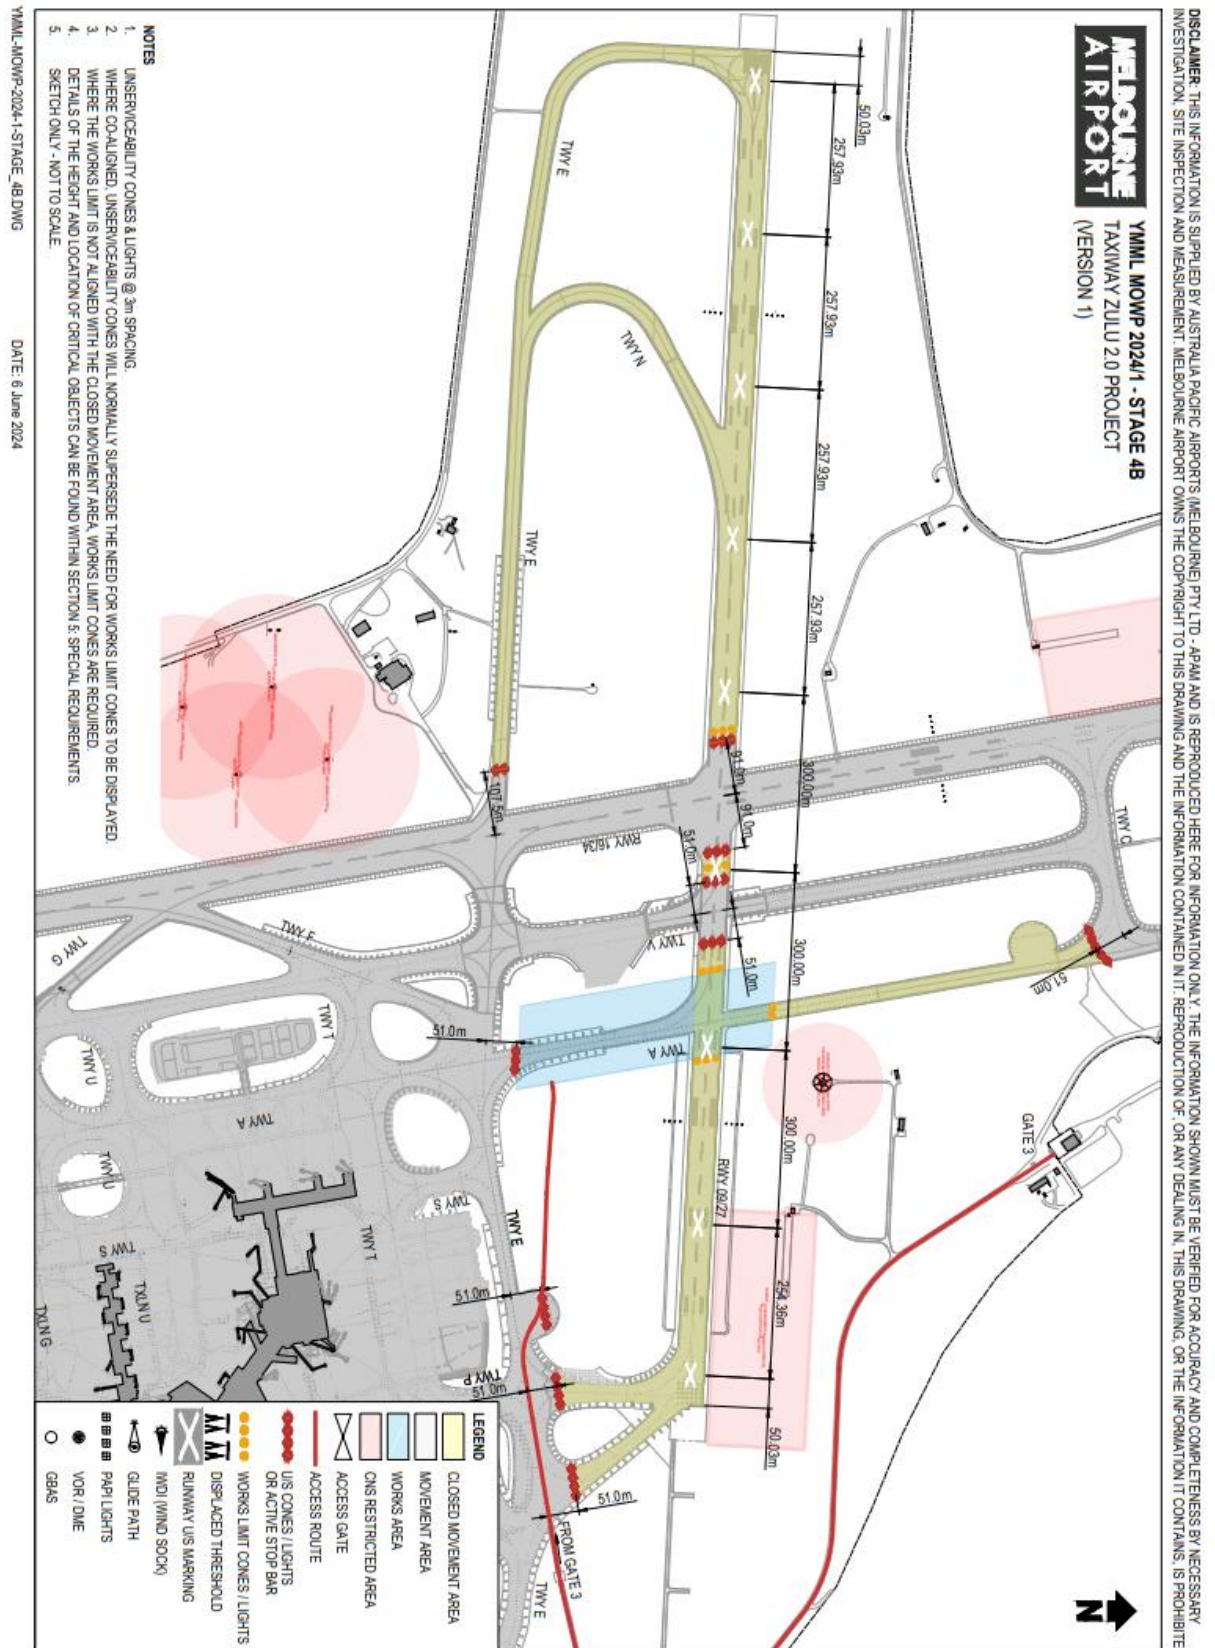 DISCLAIMER: THIS INFORMATION IS SUPPLIED BY AUSTRALIA PACIFIC AIRPORTS (MELBOURNE) PTY LTD - APAM AND IS REPRODUCED HERE FOR INFORMATION ONLY. THE INFORMATION SHOWN MUST BE VERIFIED FOR ACCURACY AND COMPLETENESS BY NECESSARY
INVESTIGATION, SITE INSPECTION AND MEASUREMENT. MELBOURNE AIRPORT OWNS THE COPYRIGHT TO THIS DRAWING AND THE INFORMATION CONTAINED IN IT. REPRODUCTION OF, OR ANY DEALING IN, THIS DRAWING, OR THE INFORMATION IT CONTAINS, IS PROHIBITE
MELBOURNE
AIRPORT
YMML MOWP 2024/1 - STAGE 4B
TAXIWAY ZULU 2.0 PROJECT
(VERSION 1)
N
50.03m
257.93m
257.93m
257.93m
257.93m
300.00m
300.00m
300.00m
254.36m
50.03m
91.0m
91.0m
51.0m
51.0m
51.0m
107.5m
51.0m
51.0m
51.0m
51.0m
TWY E
TWY N
TWY E
RWY 16/34
TWY C
TWY V
TWY A
RWY 09/27
GATE 3
TWY G
TWY F
TWY T
TWY U
TWY A
TWY U
TWY S
TWY S
TWY T
TWY E
TXLN U
TXLN G
TWY P
FROM GATE 3
TWY E
LEGEND
CLOSED MOVEMENT AREA
MOVEMENT AREA
WORKS AREA
CNS RESTRICTED AREA
ACCESS GATE
ACCESS ROUTE
U/S CONES / LIGHTS
OR ACTIVE STOP BAR
WORKS LIMIT CONES / LIGHTS
DISPLACED THRESHOLD
RUNWAY U/S MARKING
IWDI (WIND SOCK)
GLIDE PATH
PAPI LIGHTS
VOR / DME
GBAS
NOTES
1. UNSERVICEABILITY CONES & LIGHTS @ 3m SPACING.
2. WHERE CO-ALIGNED, UNSERVICEABILITY CONES WILL NORMALLY SUPERSEDE THE NEED FOR WORKS LIMIT CONES TO BE DISPLAYED.
3. WHERE THE WORKS LIMIT IS NOT ALIGNED WITH THE CLOSED MOVEMENT AREA, WORKS LIMIT CONES ARE REQUIRED.
4. DETAILS OF THE HEIGHT AND LOCATION OF CRITICAL OBJECTS CAN BE FOUND WITHIN SECTION 5: SPECIAL REQUIREMENTS.
5. SKETCH ONLY - NOT TO SCALE.
YMML-MOWP-2024-1-STAGE_4B.DWG DATE: 6 June 2024